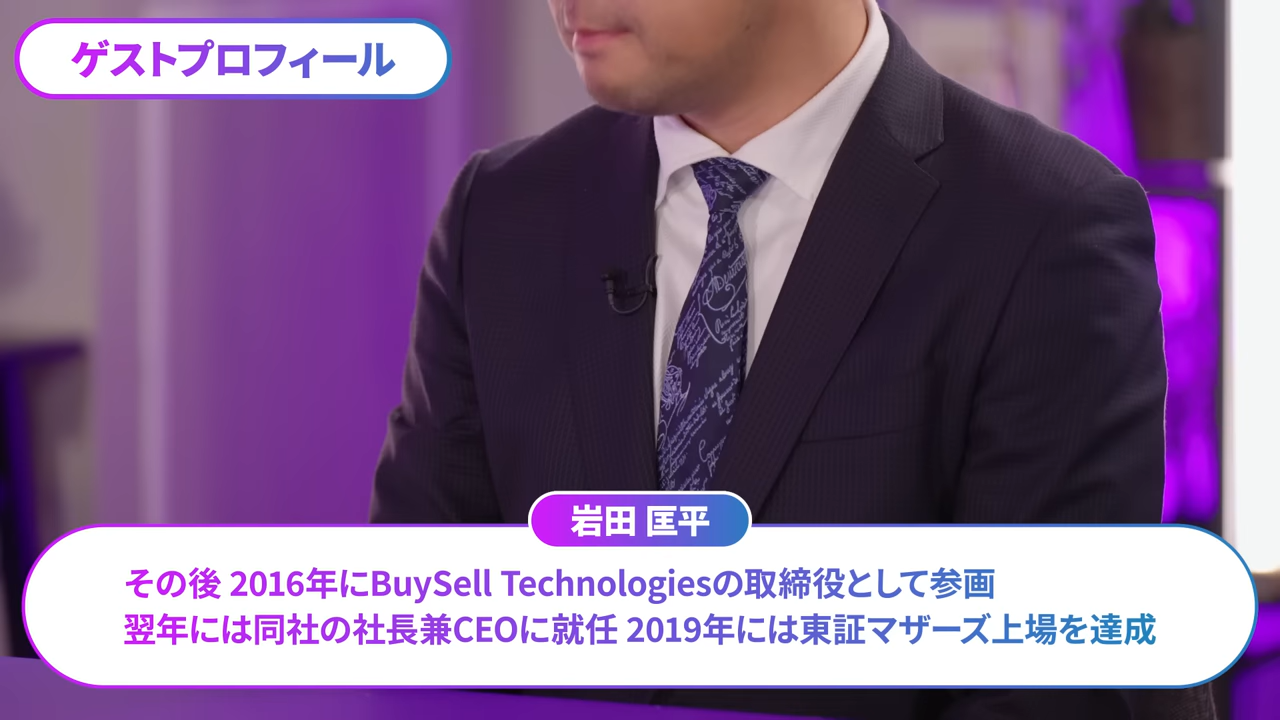 ゲストプロフィール
岩田 匡平
その後 2016年にBuySell Technologiesの取締役として参画
翌年には同社の社長兼CEOに就任 2019年には東証マザーズ上場を達成